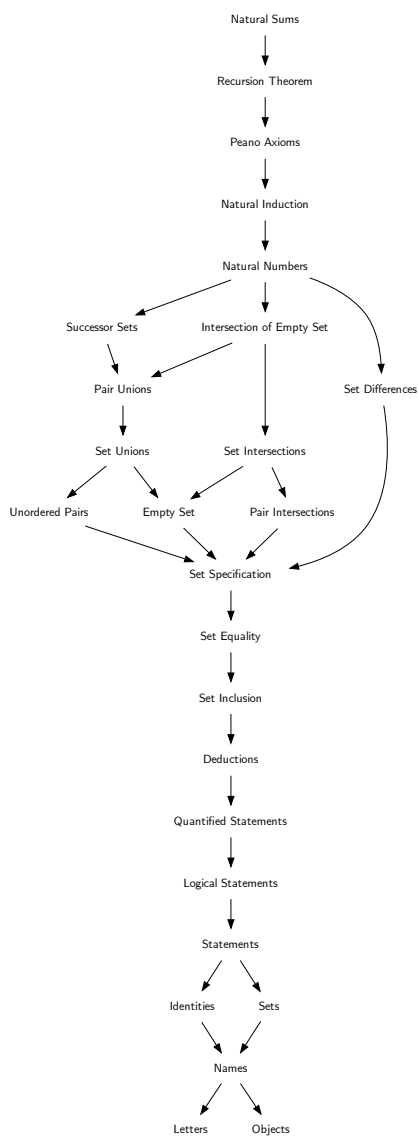 Natural Sums
Recursion Theorem
Peano Axioms
Natural Induction
Natural Numbers
Successor Sets
Intersection of Empty Set
Pair Unions
Set Differences
Set Unions
Set Intersections
Unordered Pairs
Empty Set
Pair Intersections
Set Specification
Set Equality
Set Inclusion
Deductions
Quantified Statements
Logical Statements
Statements
Identities
Sets
Names
Letters
Objects